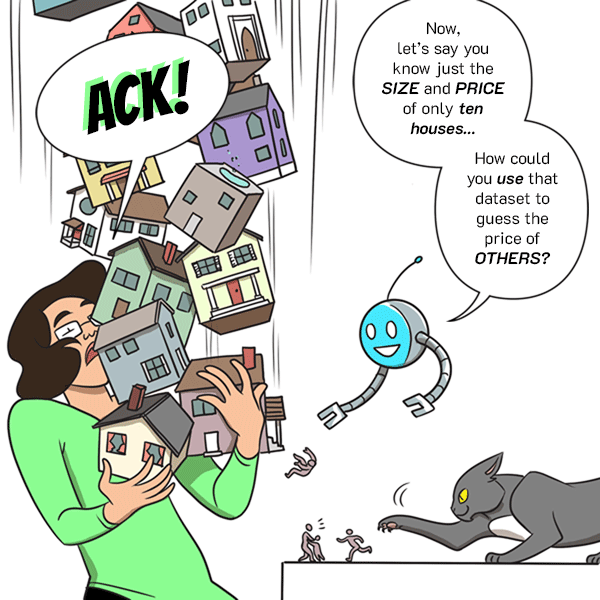 ACK!
Now,
let's say you
know just the
SIZE and PRICE
of only ten
houses...
How could
you use that
dataset to
guess the
price of
OTHERS?